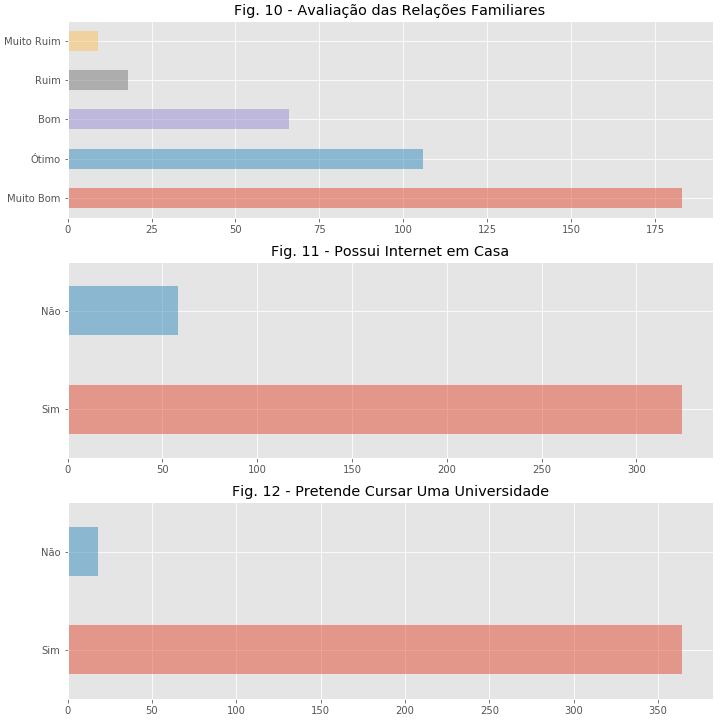 Fig. 10 - Avaliação das Relações Familiares
Muito Ruim
Ruim
Bom
Ótimo
Muito Bom
0 25 50 75 100 125 150 175
Fig. 11 - Possui Internet em Casa
Não
Sim
0 50 100 150 200 250 300
Fig. 12 - Pretende Cursar Uma Universidade
Não
Sim
0 50 100 150 200 250 300 350